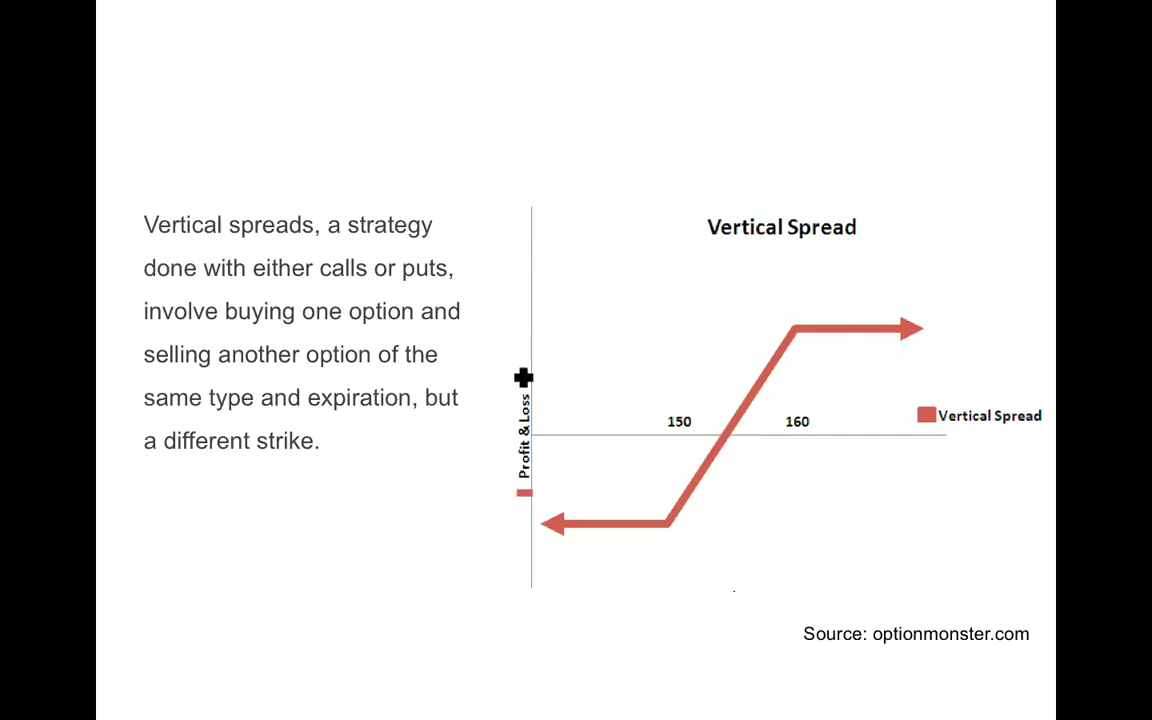 Vertical spreads, a strategy
done with either calls or puts,
involve buying one option and
selling another option of the
same type and expiration, but
a different strike.
Vertical Spread
Profit & Loss
150
160
Vertical Spread
Source: optionmonster.com